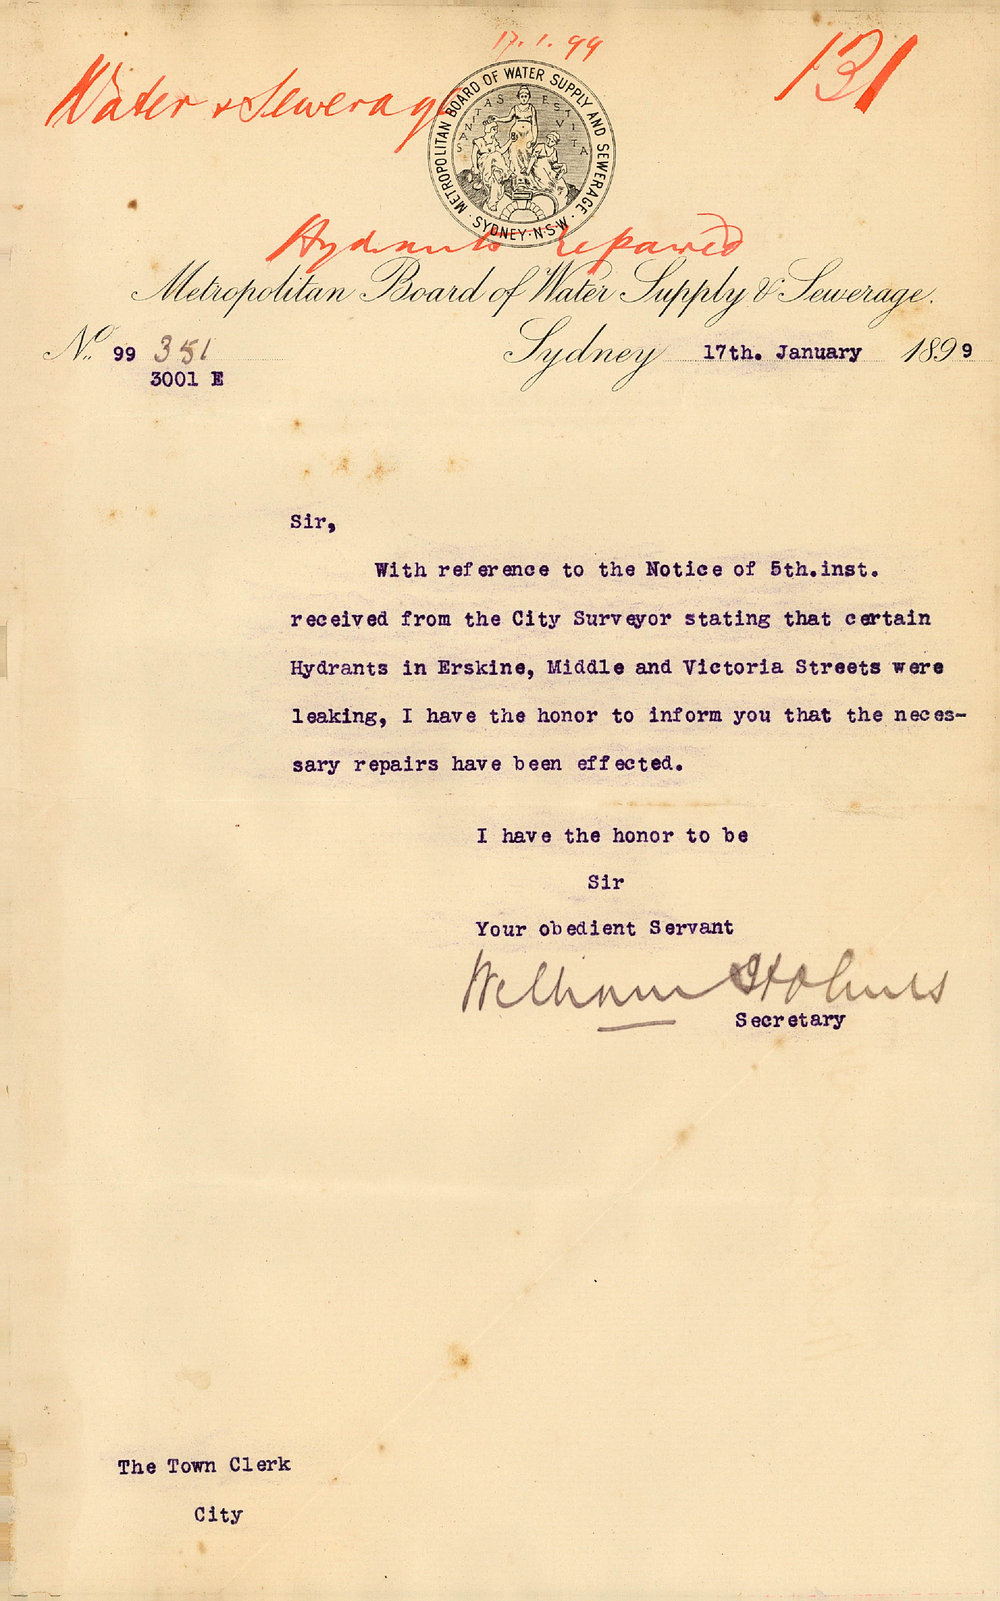 17.1.99
131
Water & Sewerage
METROPOLITAN BOARD OF WATER SUPPLY AND SEWERAGE.
SANITAS EST VITA
· SYDNEY · N·S·W ·
Hydrants repaired
Metropolitan Board of Water Supply & Sewerage.
No. 99 351
3001 E
Sydney 17th. January 1899
Sir,
With reference to the Notice of 5th.inst.
received from the City Surveyor stating that certain
Hydrants in Erskine, Middle and Victoria Streets were
leaking, I have the honor to inform you that the neces-
sary repairs have been effected.
I have the honor to be
Sir
Your obedient Servant
William Holmes
Secretary
The Town Clerk
City